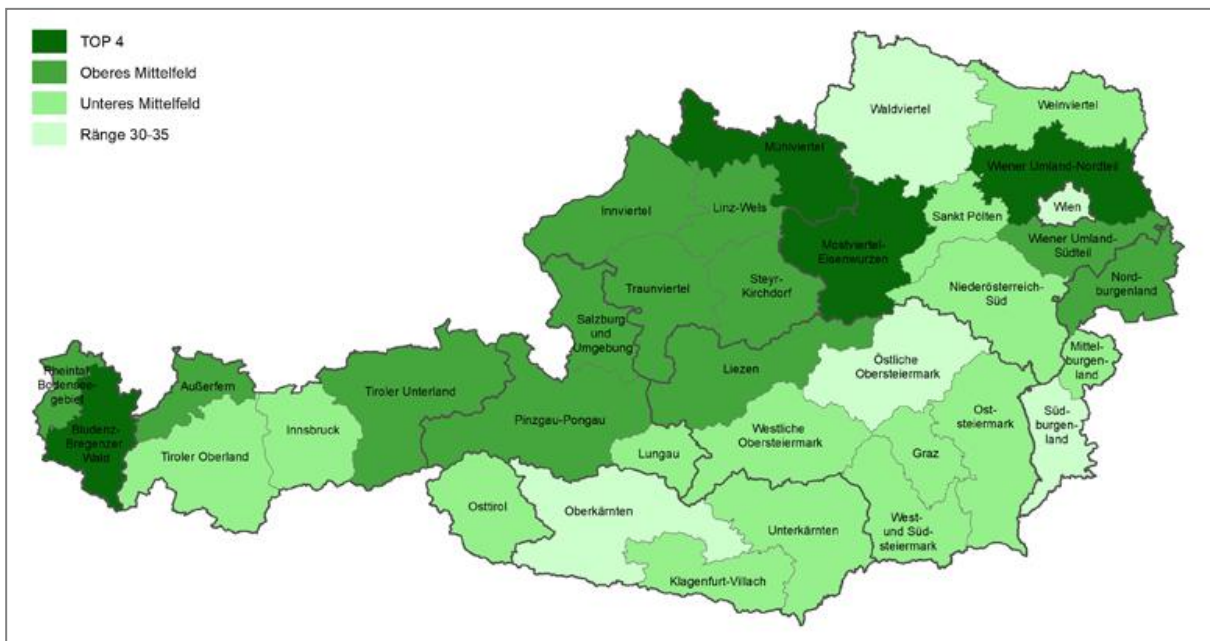 TOP 4
Oberes Mittelfeld
Unteres Mittelfeld
Ränge 30-35
Waldviertel
Weinviertel
Mühlviertel
Wiener Umland-Nordteil
Wien
Innviertel
Linz-Wels
Sankt Pölten
Mostviertel-
Eisenwurzen
Wiener Umland-
Südteil
Nord-
burgenland
Traunviertel
Steyr-
Kirchdorf
Niederösterreich-
Süd
Salzburg
und
Umgebung
Mittel-
burgen-
land
Rheintal-
Bodensee-
gebiet
Außerfern
Tiroler Unterland
Liezen
Östliche
Obersteiermark
Bludenz-
Bregenzer
Wald
Innsbruck
Pinzgau-Pongau
Ost-
steiermark
Süd-
burgen-
land
Tiroler Oberland
Lungau
Westliche
Obersteiermark
Graz
Osttirol
Oberkärnten
Unterkärnten
West-
und Süd-
steiermark
Klagenfurt-Villach